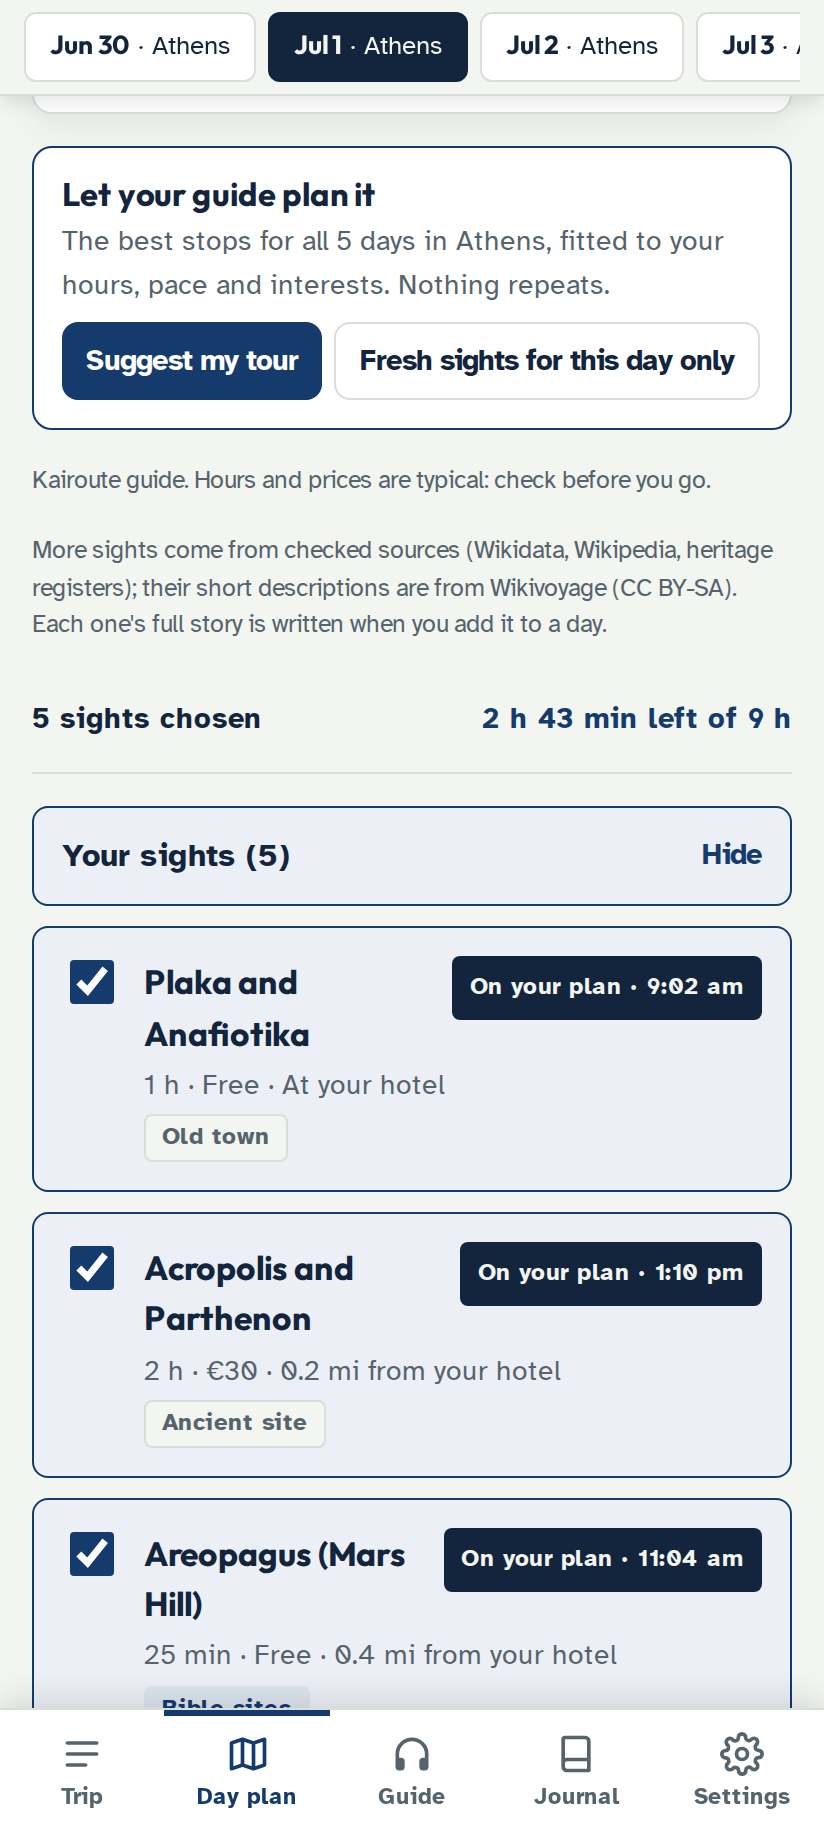 Jun 30 · Athens
Jul 1 · Athens
Jul 2 · Athens
Jul 3 ·
Let your guide plan it
The best stops for all 5 days in Athens, fitted to your
hours, pace and interests. Nothing repeats.
Suggest my tour
Fresh sights for this day only
Kairoute guide. Hours and prices are typical: check before you go.
More sights come from checked sources (Wikidata, Wikipedia, heritage
registers); their short descriptions are from Wikivoyage (CC BY-SA).
Each one's full story is written when you add it to a day.
5 sights chosen
2 h 43 min left of 9 h
Your sights (5)
Hide
Plaka and
Anafiotika
On your plan · 9:02 am
1 h · Free · At your hotel
Old town
Acropolis and
Parthenon
On your plan · 1:10 pm
2 h · €30 · 0.2 mi from your hotel
Ancient site
Areopagus (Mars
Hill)
On your plan · 11:04 am
25 min · Free · 0.4 mi from your hotel
Bible sites
Trip
Day plan
Guide
Journal
Settings